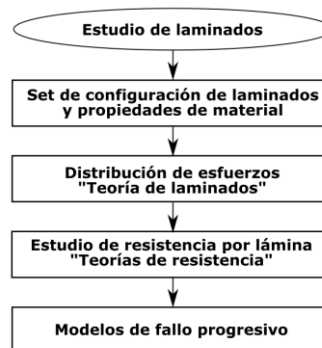 Estudio de laminados
Set de configuración de laminados
y propiedades de material
Distribución de esfuerzos
"Teoría de laminados"
Estudio de resistencia por lámina
"Teorías de resistencia"
Modelos de fallo progresivo